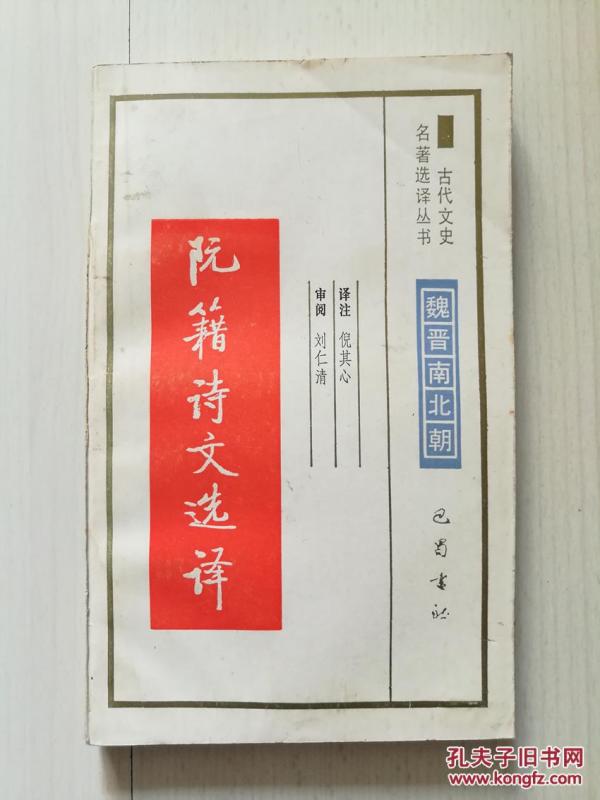 古代文史
名著选译丛书
魏晋南北朝
巴蜀书社
译注 倪其心
审阅 刘仁清
阮籍诗文选译
孔夫子旧书网
www.kongfz.com